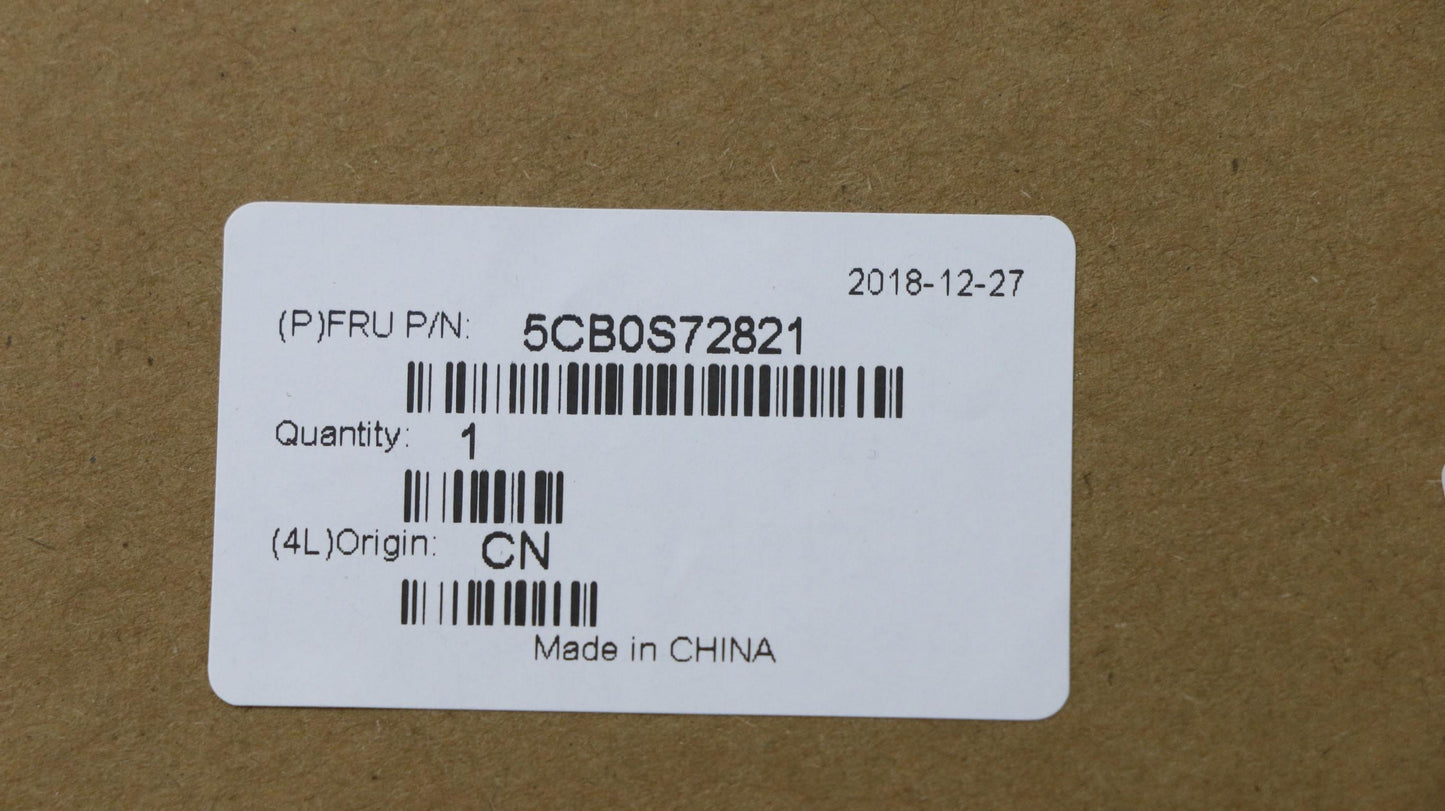 2018-12-27
(P)FRU P/N: 5CB0S72821
Quantity: 1
(4L)Origin: CN
Made in CHINA